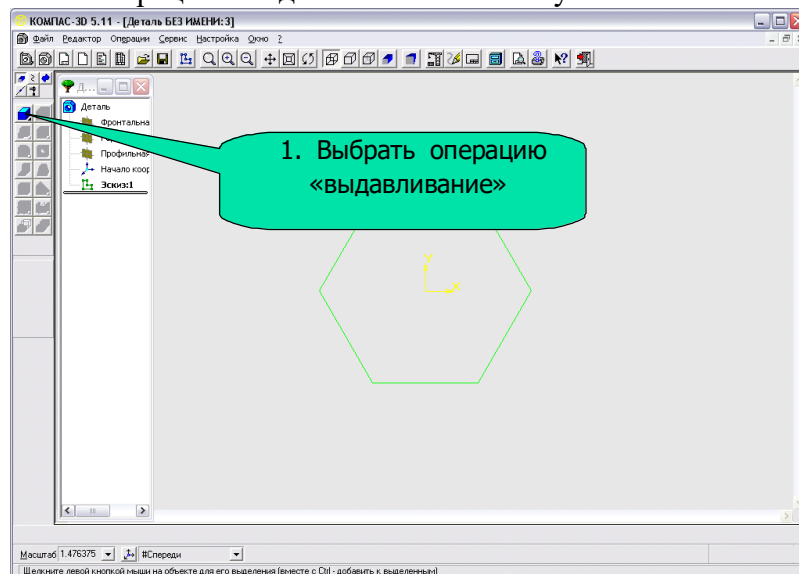 КОМПАС-3D 5.11 - [Деталь БЕЗ ИМЕНИ:3]
Файл Редактор Операции Сервис Настройка Окно ?
Д...
Деталь
Фронтальна
Профильная
Начало коор
Эскиз:1
1. Выбрать операцию
«выдавливание»
Y
X
Масштаб 1.476375 #Спереди
Щелкните левой кнопкой мыши на объекте для его выделения (вместе с Ctrl - добавить к выделенным)